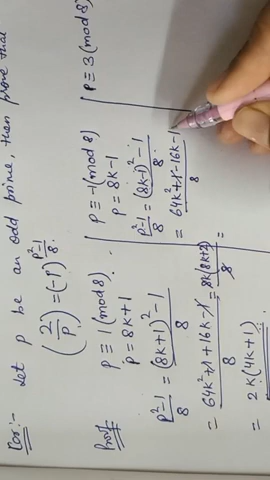 Cor:- Let p be an odd prime, then prove that
(2/p) = (-1)^{p²-1/8}
Proof
p ≡ 1 (mod 8)
p = 8k+1
p²-1/8 = (8k+1)²-1/8
= 64k²+1+16k-1/8 = 8k(8k+2)/8 =
= 2k(4k+1)
p ≡ -1 (mod 8)
p = 8k-1
p²-1/8 = (8k-1)²-1/8
= 64k²+1-16k-1/8
p ≡ 3 (mod 8)